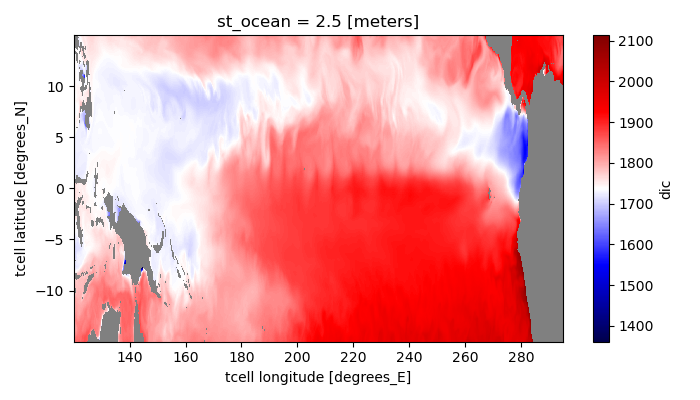 st_ocean = 2.5 [meters]
10
5
0
−5
−10
tcell latitude [degrees_N]
140 160 180 200 220 240 260 280
tcell longitude [degrees_E]
2100
2000
1900
1800
1700
1600
1500
1400
dic